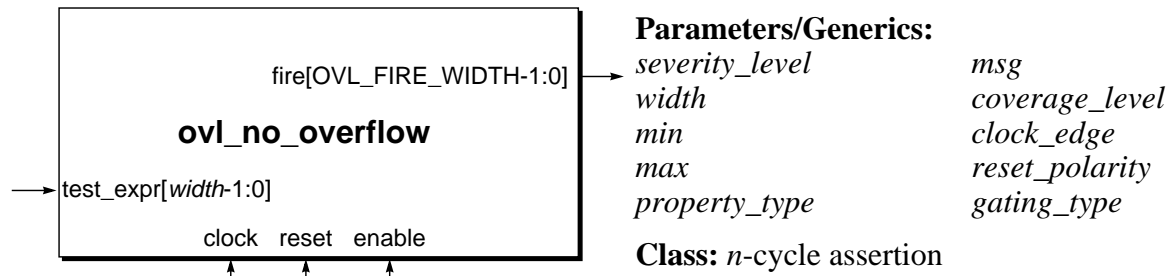 fire[OVL_FIRE_WIDTH-1:0]
ovl_no_overflow
test_expr[width-1:0]
clock reset enable
Parameters/Generics:
severity_level msg
width coverage_level
min clock_edge
max reset_polarity
property_type gating_type
Class: n-cycle assertion